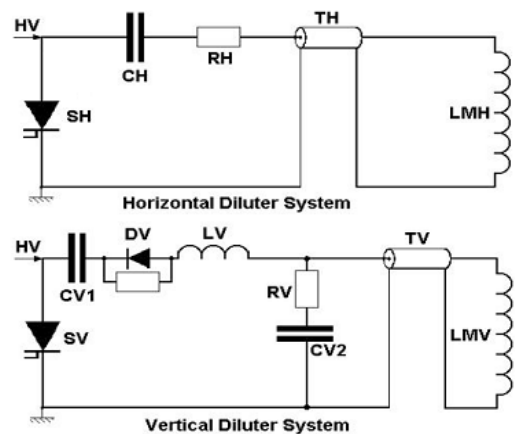 HV
TH
CH
RH
SH
LMH
Horizontal Diluter System
HV
DV
LV
TV
CV1
RV
SV
CV2
LMV
Vertical Diluter System